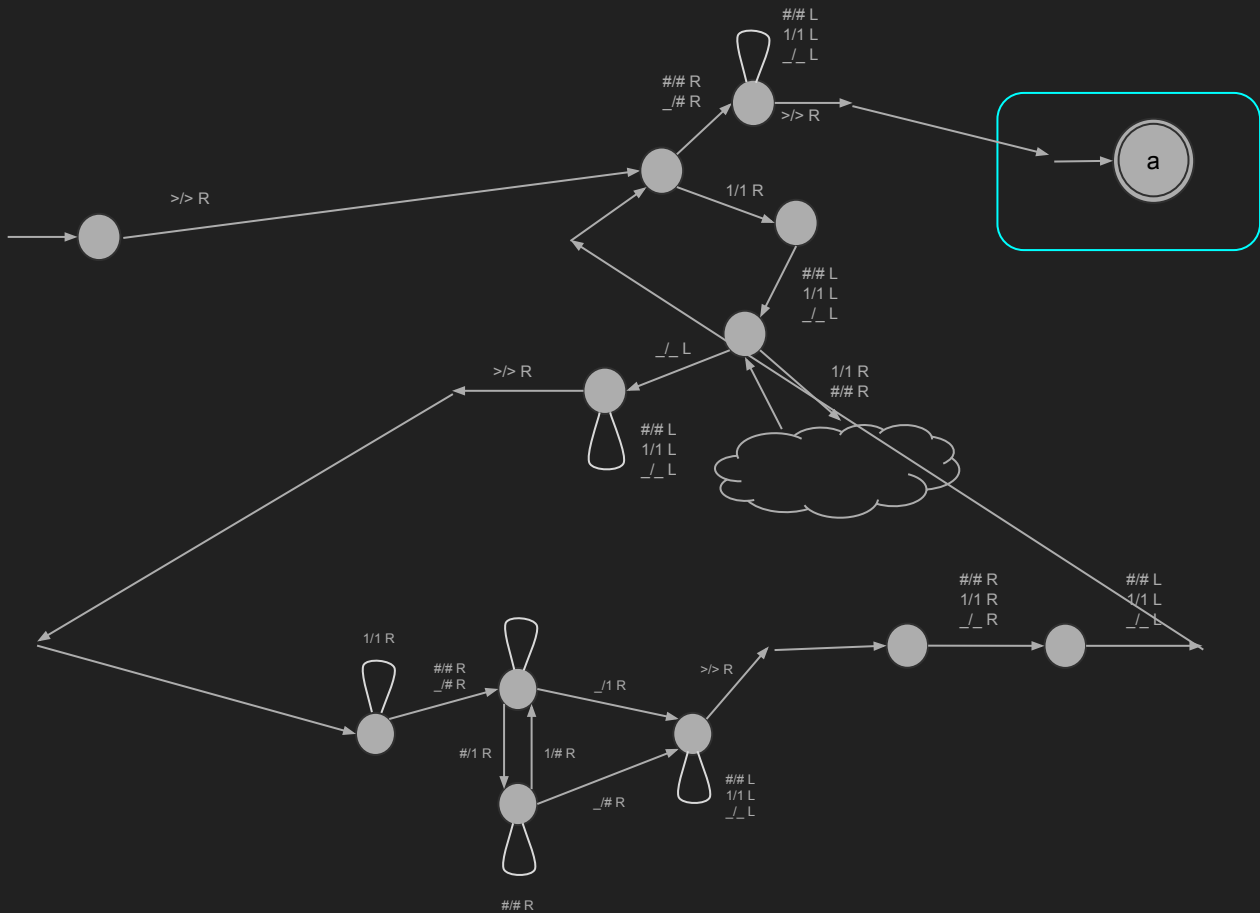 #/# L
1/1 L
_/_ L
#/# R
_/# R
>/> R
a
>/> R
1/1 R
#/# L
1/1 L
_/_ L
_/_ L
>/> R
1/1 R
#/# R
#/# L
1/1 L
_/_ L
#/# R
1/1 R
_/_ R
#/# L
1/1 L
_/_ L
1/1 R
#/# R
_/# R
_/1 R
>/> R
#/1 R
1/# R
_/# R
#/# L
1/1 L
_/_ L
#/# R